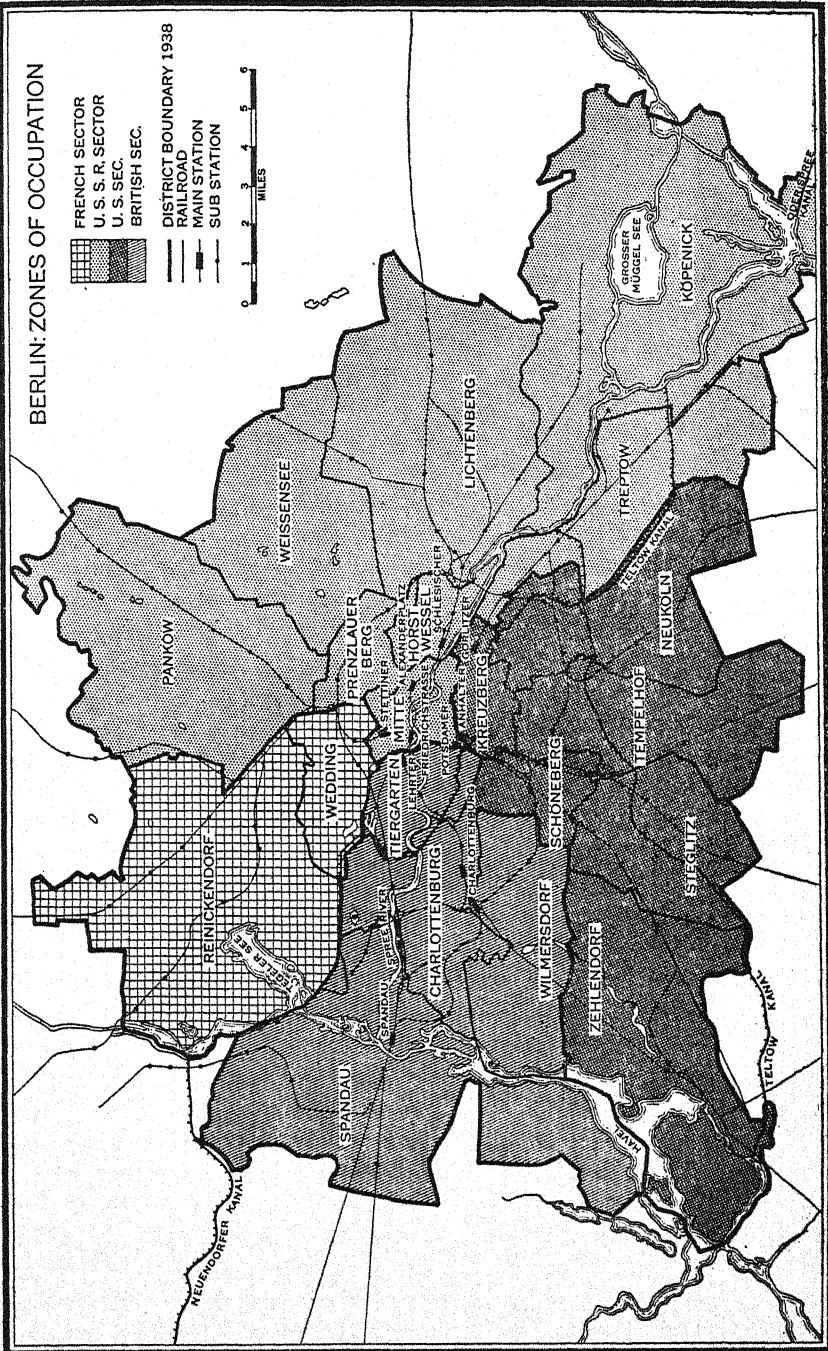 BERLIN: ZONES OF OCCUPATION
FRENCH SECTOR
U. S. S. R. SECTOR
U. S. SEC.
BRITISH SEC.
DISTRICT BOUNDARY 1938
RAILROAD
MAIN STATION
SUB STATION
0 1 2 3 4 5 6
MILES
PANKOW
WEISSENSEE
REINICKENDORF
TEGELER SEE
WEDDING
PRENZLAUER
BERG
LICHTENBERG
NEUENDORFER KANAL
SPANDAU
SPANDAU
SPREE RIVER
CHARLOTTENBURG
CHARLOTTENBURG
TIERGARTEN
LEHRTER
STETTINER
MITTE
ALEXANDERPLATZ
FRIEDRICHSTRASSE
HORST
WESSEL
SCHLESISCHER
POTSDAMER
ANHALTER
GORLITZER
KREUZBERG
WILMERSDORF
SCHÖNEBERG
ZEHLENDORF
STEGLITZ
TEMPELHOF
NEUKOLN
TREPTOW
TELTOW KANAL
KÖPENICK
GROSSER
MÜGGEL SEE
ODER SPREE
KANAL
HAVEL
TELTOW KANAL